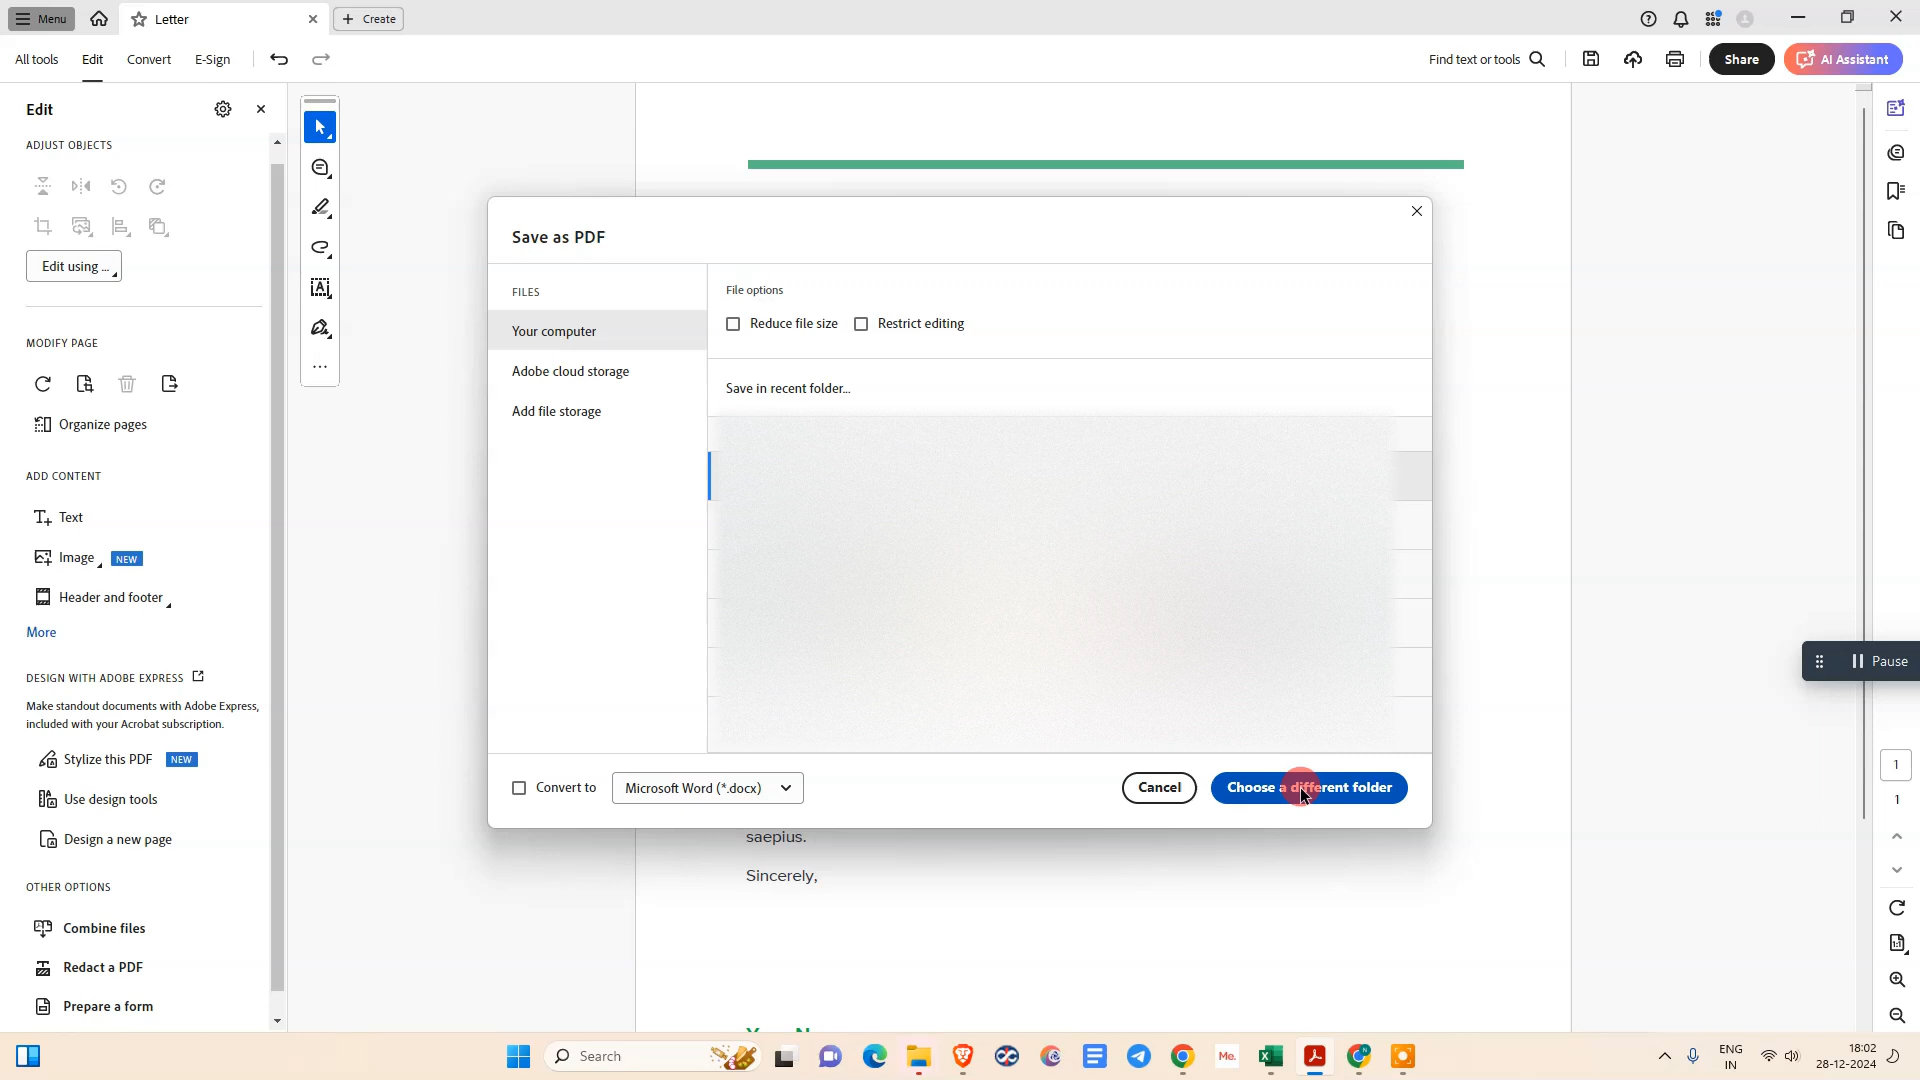 Menu
Letter
Create
All tools
Edit
Convert
E-Sign
Find text or tools
Share
AI Assistant
Edit
ADJUST OBJECTS
Edit using ...
MODIFY PAGE
Organize pages
ADD CONTENT
Text
Image NEW
Header and footer
More
DESIGN WITH ADOBE EXPRESS
Make standout documents with Adobe Express,
included with your Acrobat subscription.
Stylize this PDF NEW
Use design tools
Design a new page
OTHER OPTIONS
Combine files
Redact a PDF
Prepare a form
Save as PDF
FILES
Your computer
Adobe cloud storage
Add file storage
File options
Reduce file size
Restrict editing
Save in recent folder...
Convert to
Microsoft Word (*.docx)
Cancel
Choose a different folder
saepius.
Sincerely,
Pause
1
1
Search
Me.
ENG
IN
18:02
28-12-2024